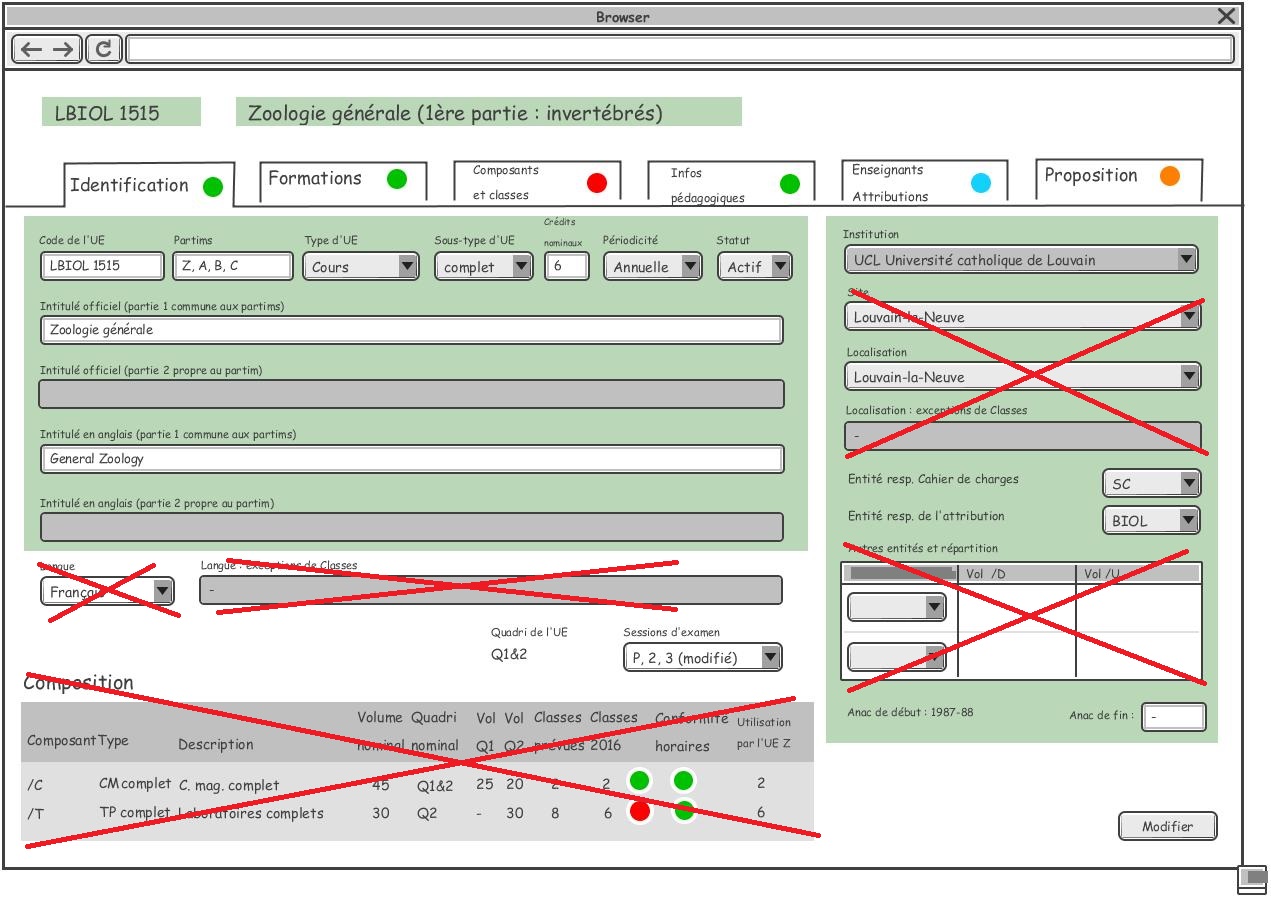 Browser
LBIOL 1515 Zoologie générale (1ère partie : invertébrés)
Identification Formations Composants et classes Infos pédagogiques Enseignants Attributions Proposition
Code de l'UE Partims Type d'UE Sous-type d'UE Crédits nominaux Périodicité Statut
LBIOL 1515 Z, A, B, C Cours complet 6 Annuelle Actif
Intitulé officiel (partie 1 commune aux partims)
Zoologie générale
Intitulé officiel (partie 2 propre au partim)
Intitulé en anglais (partie 1 commune aux partims)
General Zoology
Intitulé en anglais (partie 2 propre au partim)
Langue Langue : exceptions de Classes
Français -
Quadri de l'UE Sessions d'examen
Q1&2 P, 2, 3 (modifié)
Institution
UCL Université catholique de Louvain
Site
Louvain-la-Neuve
Localisation
Louvain-la-Neuve
Localisation : exceptions de Classes
-
Entité resp. Cahier de charges SC
Entité resp. de l'attribution BIOL
Autres entités et répartition
Vol /D Vol /U
Anac de début : 1987-88 Anac de fin : -
Composition
Composant Type Description Volume nominal Quadri nominal Vol Q1 Vol Q2 Classes prévues Classes 2016 Conformité horaires Utilisation par l'UE Z
/C CM complet C. mag. complet 45 Q1&2 25 20 2 2 2
/T TP complet Laboratoires complets 30 Q2 - 30 8 6 6
Modifier